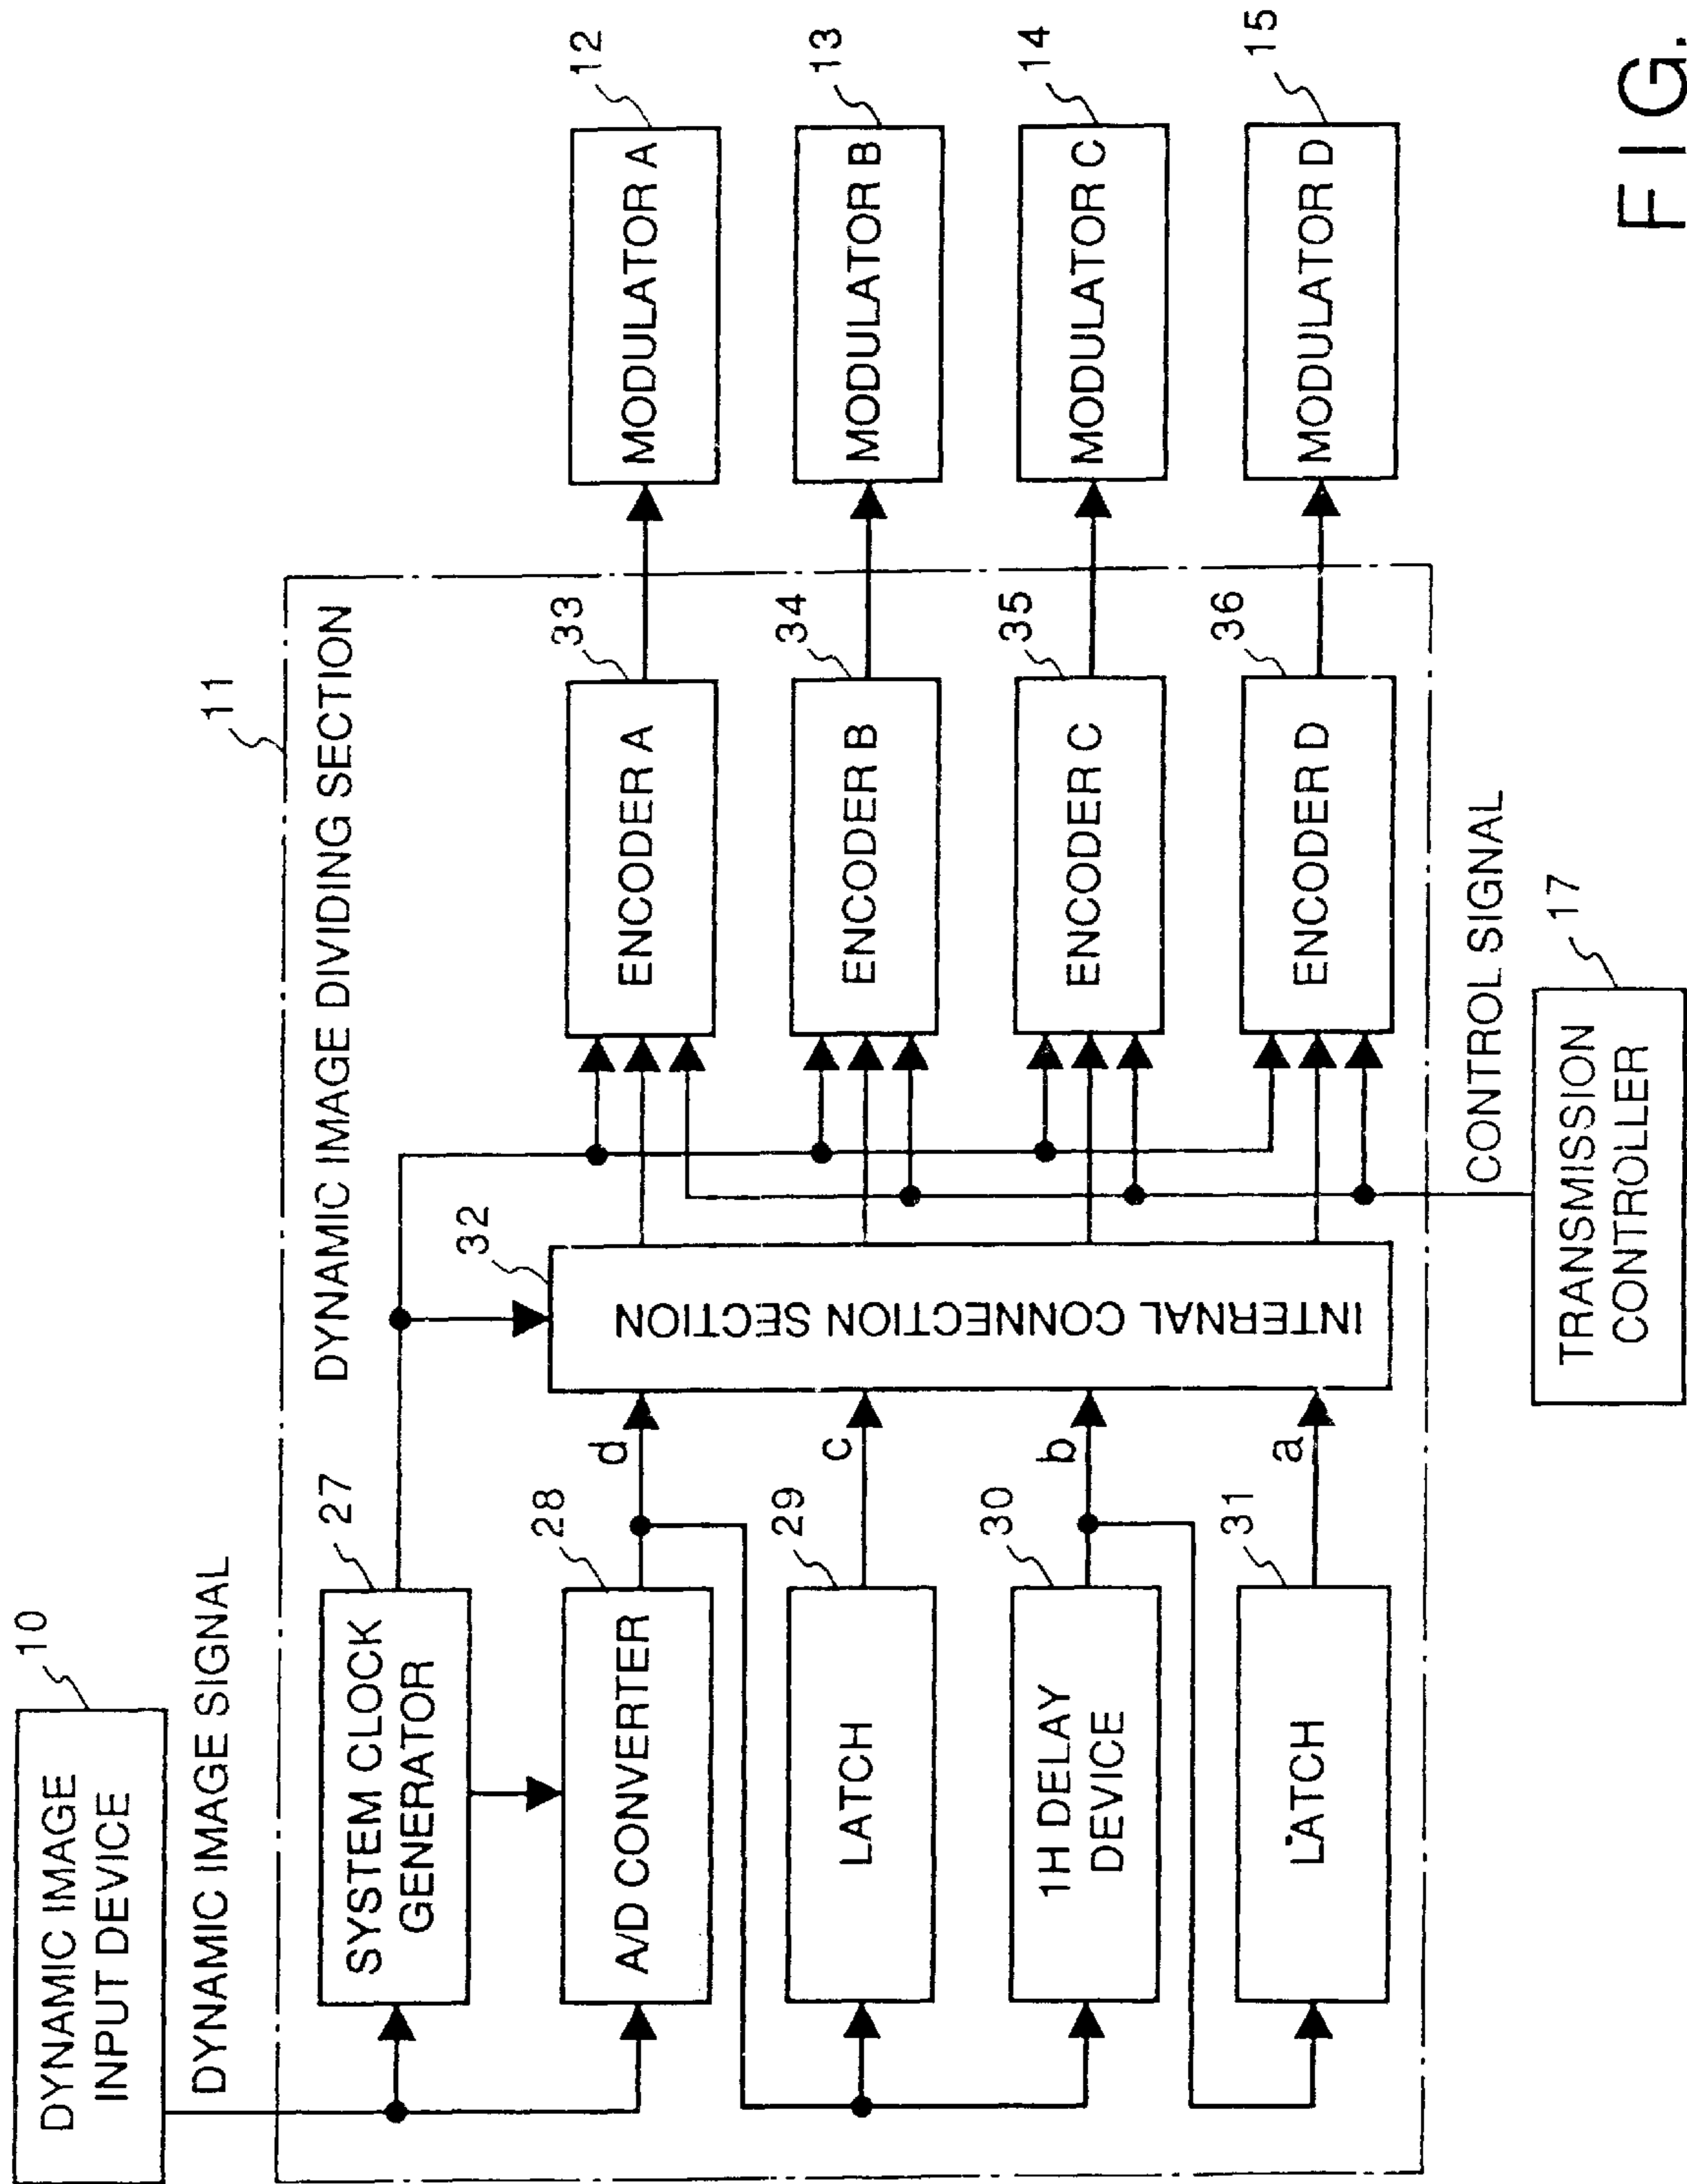 DYNAMIC IMAGE
INPUT DEVICE
10
DYNAMIC IMAGE SIGNAL
11
DYNAMIC IMAGE DIVIDING SECTION
SYSTEM CLOCK
GENERATOR
27
32
A/D CONVERTER
28
d
INTERNAL CONNECTION SECTION
ENCODER A
33
MODULATOR A
12
LATCH
29
c
ENCODER B
34
MODULATOR B
13
1H DELAY
DEVICE
30
b
ENCODER C
35
MODULATOR C
14
LATCH
31
a
ENCODER D
36
MODULATOR D
15
CONTROL SIGNAL
TRANSMISSION
CONTROLLER
17
FIG.